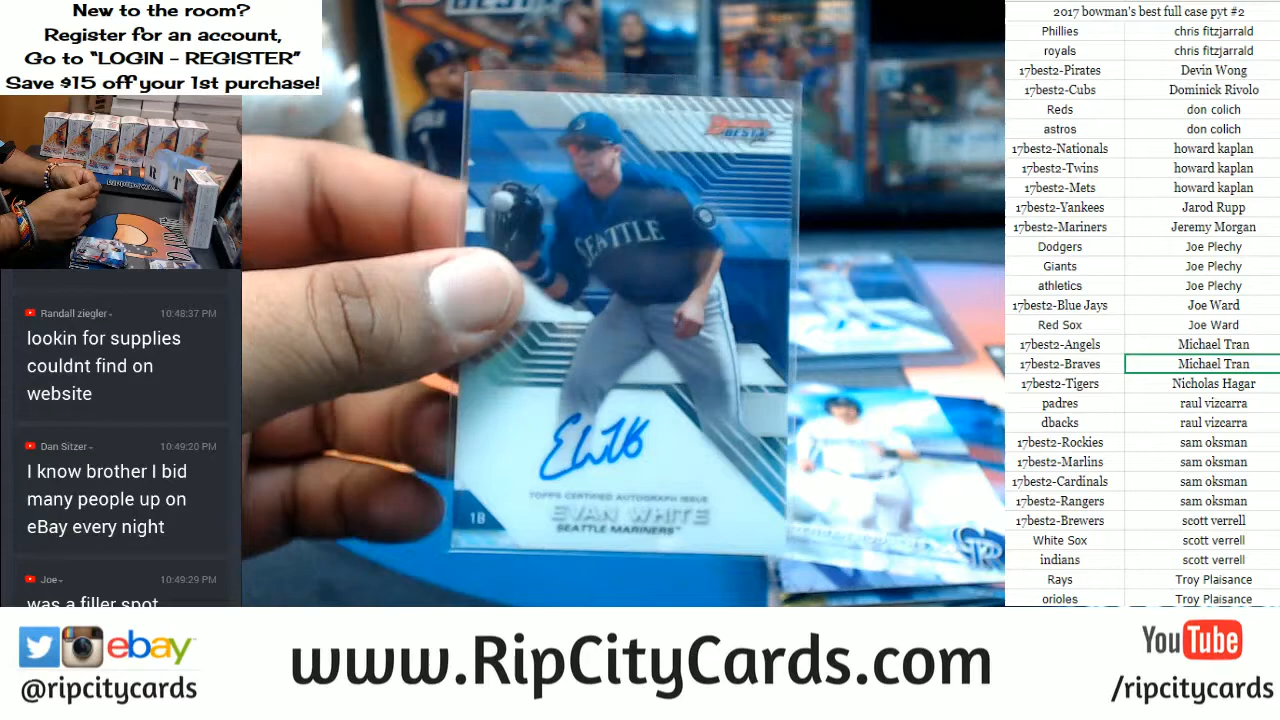 New to the room?
Register for an account,
Go to "LOGIN - REGISTER"
Save $15 off your 1st purchase!
Randall ziegler 10:48:37 PM
lookin for supplies
couldnt find on
website
Dan Sitzer 10:49:20 PM
I know brother I bid
many people up on
eBay every night
Joe 10:49:29 PM
was a filler spot
BEST
SEATTLE
TOPPS CERTIFIED AUTOGRAPH ISSUE
1B
EVAN WHITE
SEATTLE MARINERS
2017 bowman's best full case pyt #2
Phillies chris fitzjarrald
royals chris fitzjarrald
17best2-Pirates Devin Wong
17best2-Cubs Dominick Rivolo
Reds don colich
astros don colich
17best2-Nationals howard kaplan
17best2-Twins howard kaplan
17best2-Mets howard kaplan
17best2-Yankees Jarod Rupp
17best2-Mariners Jeremy Morgan
Dodgers Joe Plechy
Giants Joe Plechy
athletics Joe Plechy
17best2-Blue Jays Joe Ward
Red Sox Joe Ward
17best2-Angels Michael Tran
17best2-Braves Michael Tran
17best2-Tigers Nicholas Hagar
padres raul vizcarra
dbacks raul vizcarra
17best2-Rockies sam oksman
17best2-Marlins sam oksman
17best2-Cardinals sam oksman
17best2-Rangers sam oksman
17best2-Brewers scott verrell
White Sox scott verrell
indians scott verrell
Rays Troy Plaisance
orioles Troy Plaisance
ebay
@ripcitycards
www.RipCityCards.com
YouTube
/ripcitycards